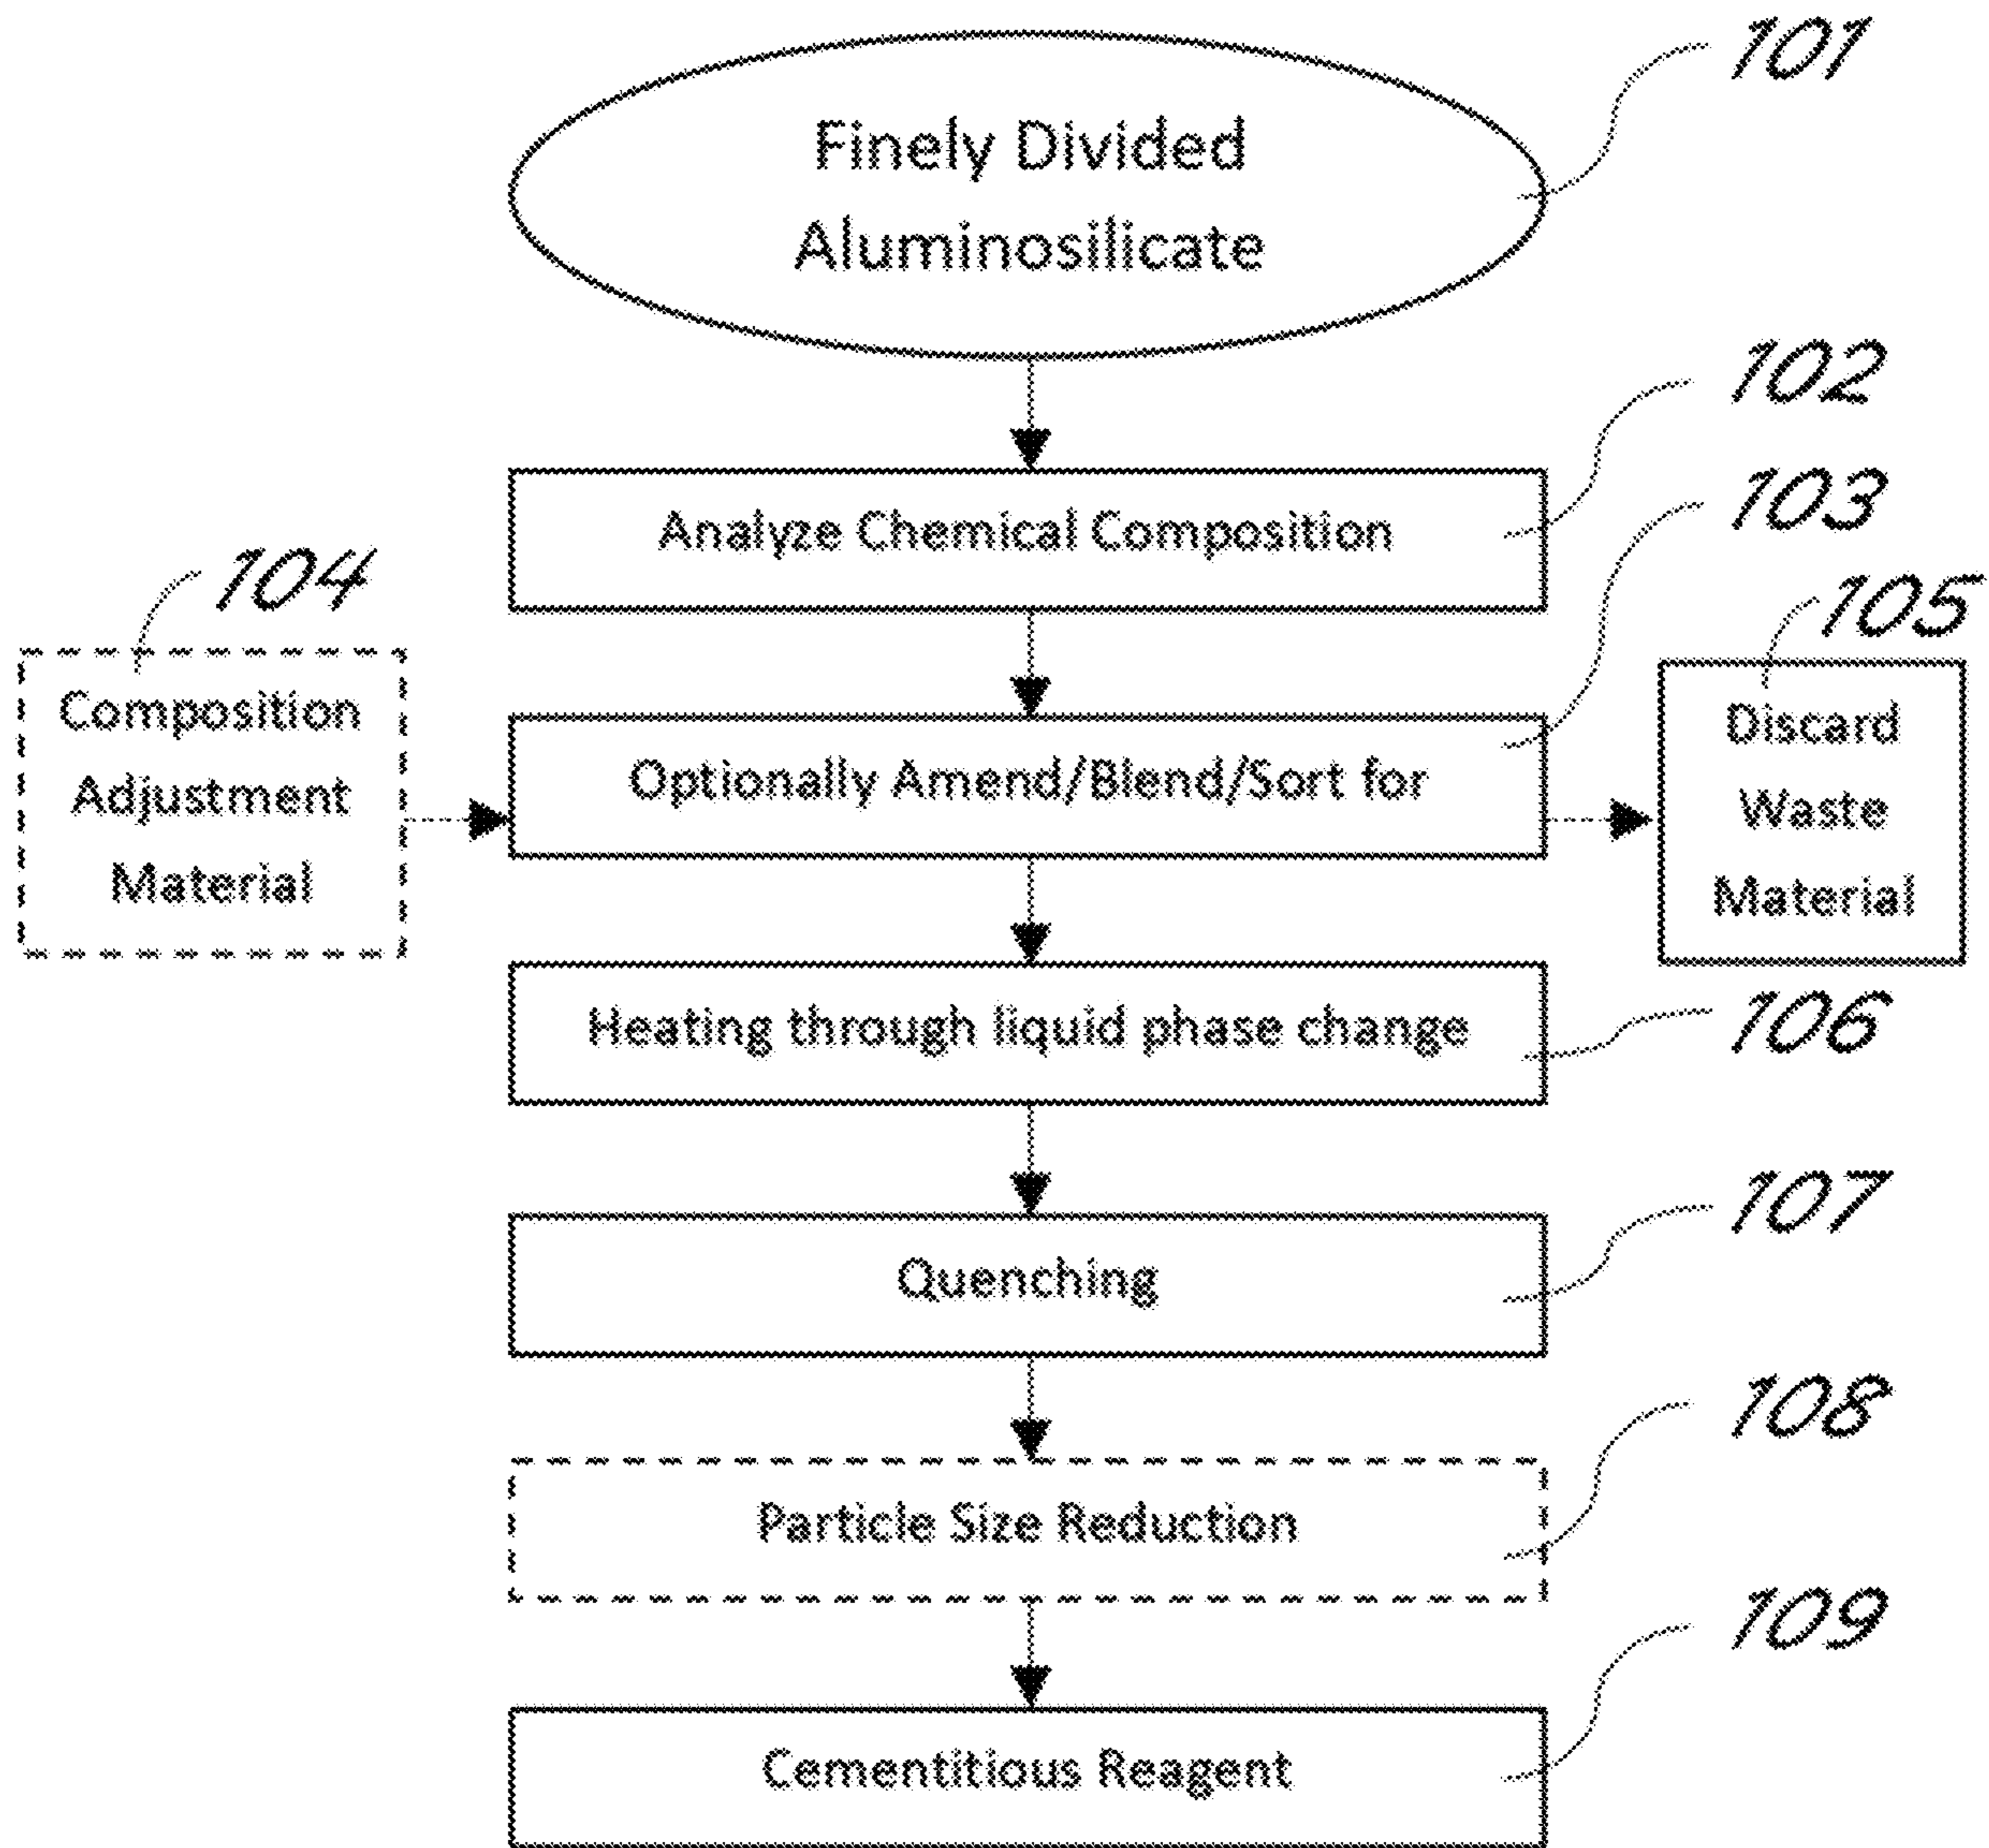 101
Finely Divided
Aluminosilicate
102
Analyze Chemical Composition
103
104
Composition
Adjustment
Material
Optionally Amend/Blend/Sort for
105
Discard
Waste
Material
Heating through liquid phase change
106
107
Quenching
108
Particle Size Reduction
109
Cementitious Reagent